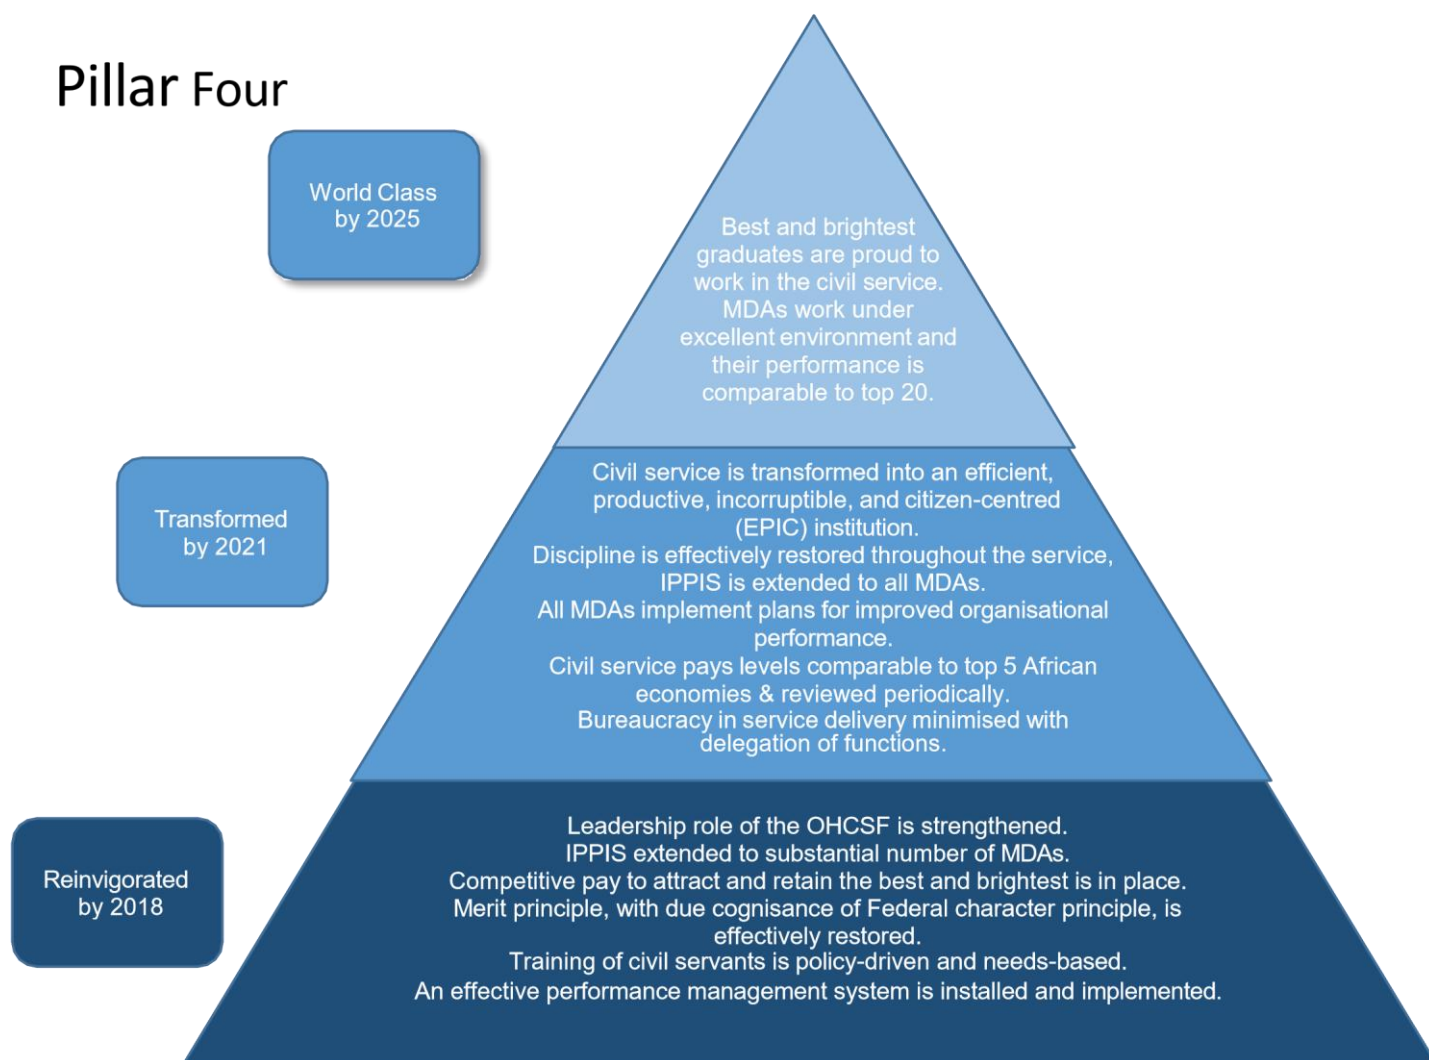 Pillar Four
World Class
by 2025
Best and brightest
graduates are proud to
work in the civil service.
MDAs work under
excellent environment and
their performance is
comparable to top 20.
Transformed
by 2021
Civil service is transformed into an efficient,
productive, incorruptible, and citizen-centred
(EPIC) institution.
Discipline is effectively restored throughout the service,
IPPIS is extended to all MDAs.
All MDAs implement plans for improved organisational
performance.
Civil service pays levels comparable to top 5 African
economies & reviewed periodically.
Bureaucracy in service delivery minimised with
delegation of functions.
Reinvigorated
by 2018
Leadership role of the OHCSF is strengthened.
IPPIS extended to substantial number of MDAs.
Competitive pay to attract and retain the best and brightest is in place.
Merit principle, with due cognisance of Federal character principle, is
effectively restored.
Training of civil servants is policy-driven and needs-based.
An effective performance management system is installed and implemented.